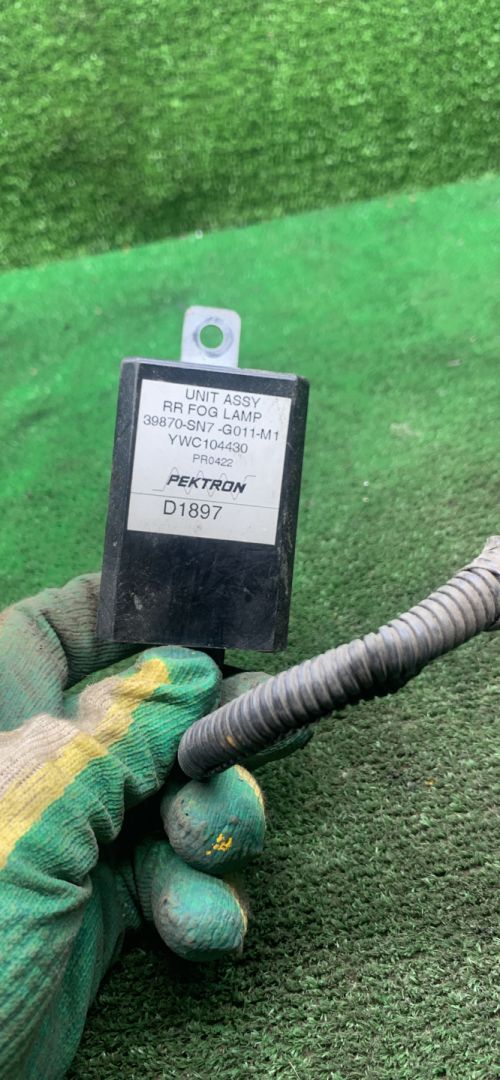 UNIT ASSY
RR FOG LAMP
39870-SN7 -G011-M1
YWC104430
PR0422
PEKTRON
D1897